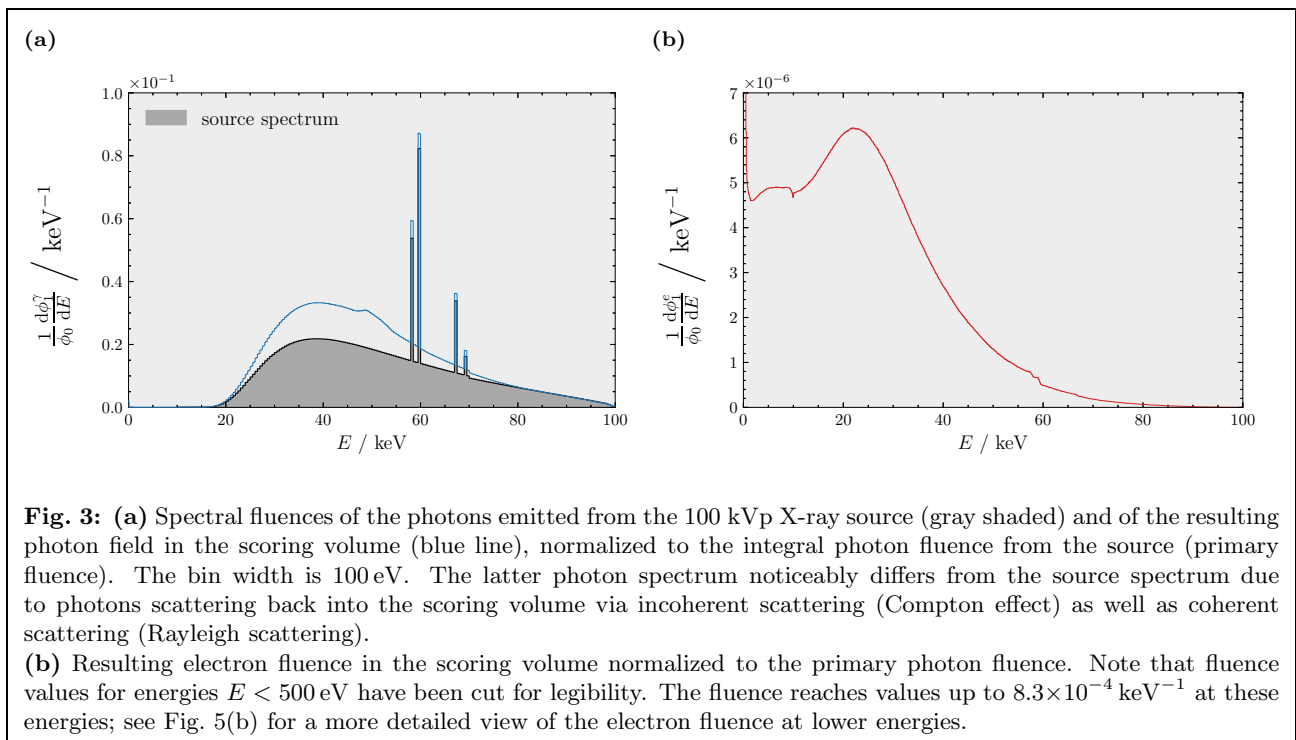 (a)
×10⁻¹
1.0
0.8
0.6
0.4
0.2
0.0
source spectrum
1/ϕ₀ dϕ₁^γ/dE / keV⁻¹
0 20 40 60 80 100
E / keV
(b)
×10⁻⁶
7
6
5
4
3
2
1
0
1/ϕ₀ dϕ₁^e/dE / keV⁻¹
0 20 40 60 80 100
E / keV
Fig. 3: (a) Spectral fluences of the photons emitted from the 100 kVp X-ray source (gray shaded) and of the resulting
photon field in the scoring volume (blue line), normalized to the integral photon fluence from the source (primary
fluence). The bin width is 100 eV. The latter photon spectrum noticeably differs from the source spectrum due
to photons scattering back into the scoring volume via incoherent scattering (Compton effect) as well as coherent
scattering (Rayleigh scattering).
(b) Resulting electron fluence in the scoring volume normalized to the primary photon fluence. Note that fluence
values for energies E < 500 eV have been cut for legibility. The fluence reaches values up to 8.3×10⁻⁴ keV⁻¹ at these
energies; see Fig. 5(b) for a more detailed view of the electron fluence at lower energies.